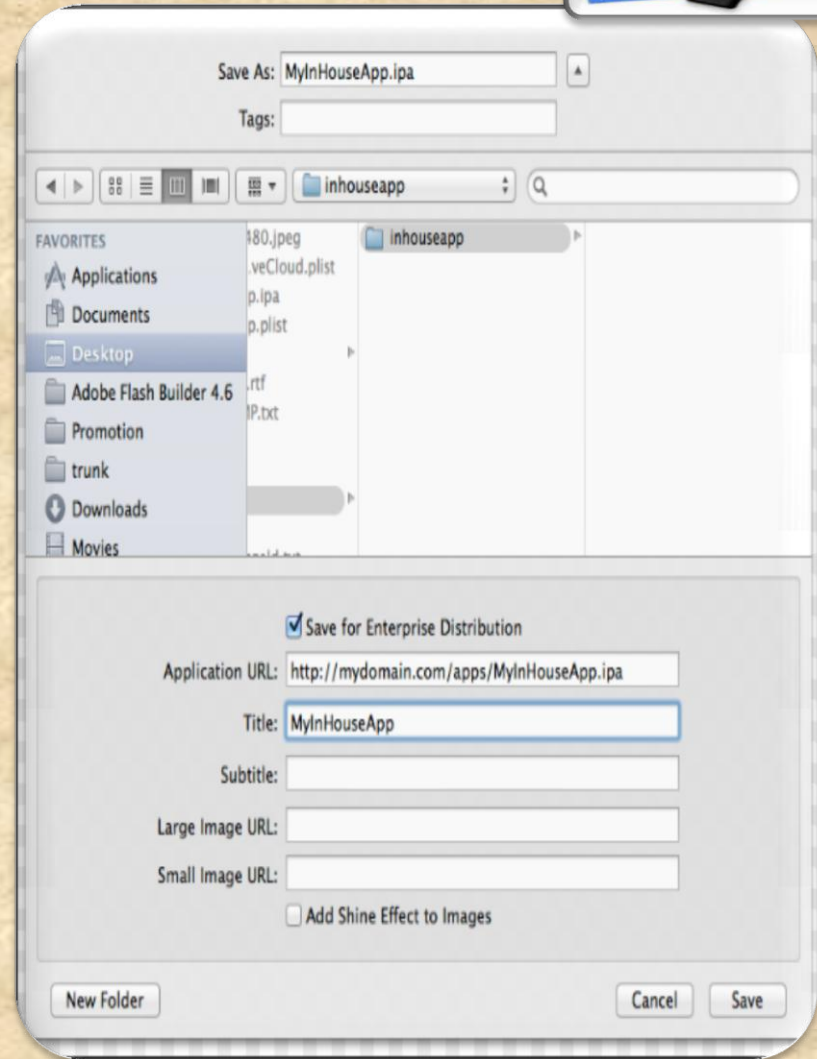 Save As: MyInHouseApp.ipa
Tags:
inhouseapp
FAVORITES
Applications
Documents
Desktop
Adobe Flash Builder 4.6
Promotion
trunk
Downloads
Movies
480.jpeg
.veCloud.plist
p.ipa
p.plist
.rtf
IP.txt
inhouseapp
Save for Enterprise Distribution
Application URL: http://mydomain.com/apps/MyInHouseApp.ipa
Title: MyInHouseApp
Subtitle:
Large Image URL:
Small Image URL:
Add Shine Effect to Images
New Folder
Cancel
Save